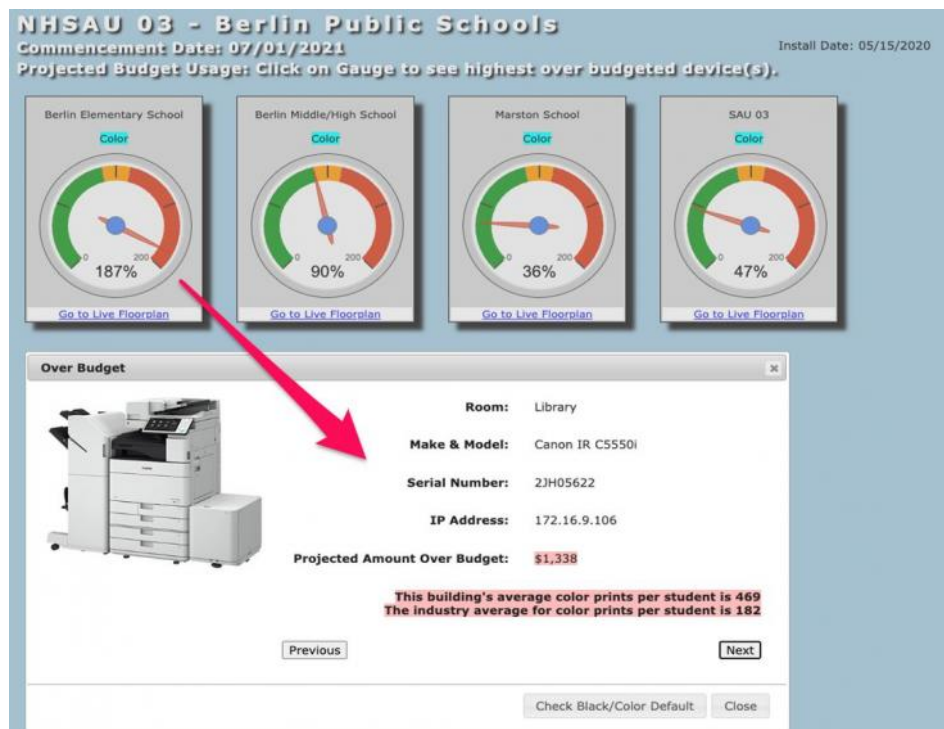 NHSAU 03 - Berlin Public Schools
Commencement Date: 07/01/2021
Install Date: 05/15/2020
Projected Budget Usage: Click on Gauge to see highest over budgeted device(s).
Berlin Elementary School
Color
0 200
187%
Go to Live Floorplan
Berlin Middle/High School
Color
0 200
90%
Go to Live Floorplan
Marston School
Color
0 200
36%
Go to Live Floorplan
SAU 03
Color
0 200
47%
Go to Live Floorplan
Over Budget
Room: Library
Make & Model: Canon IR C5550i
Serial Number: 2JH05622
IP Address: 172.16.9.106
Projected Amount Over Budget: $1,338
This building's average color prints per student is 469
The industry average for color prints per student is 182
Previous
Next
Check Black/Color Default
Close